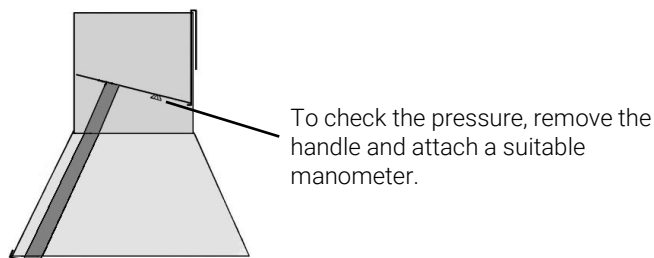 To check the pressure, remove the
handle and attach a suitable
manometer.